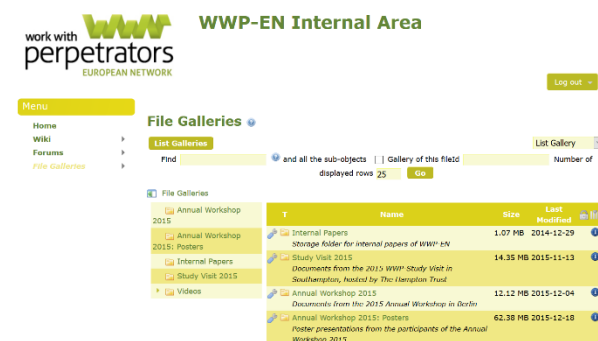 WWP-EN Internal Area
work with
perpetrators
EUROPEAN NETWORK
Log out
Menu
Home
Wiki
Forums
File Galleries
File Galleries
List Galleries
List Gallery
Find
and all the sub-objects
Gallery of this fileId
Number of
displayed rows 25 Go
File Galleries
Annual Workshop
2015
Annual Workshop
2015: Posters
Internal Papers
Study Visit 2015
Videos
T Name Size Last
Modified
Internal Papers 1.07 MB 2014-12-29
Storage folder for internal papers of WWP EN
Study Visit 2015 14.35 MB 2015-11-13
Documents from the 2015 WWP Study Visit in
Southampton, hosted by The Hampton Trust
Annual Workshop 2015 12.12 MB 2015-12-04
Documents from the 2015 Annual Workshop in Berlin
Annual Workshop 2015: Posters 62.38 MB 2015-12-18
Poster presentations from the participants of the Annual
Workshop 2015